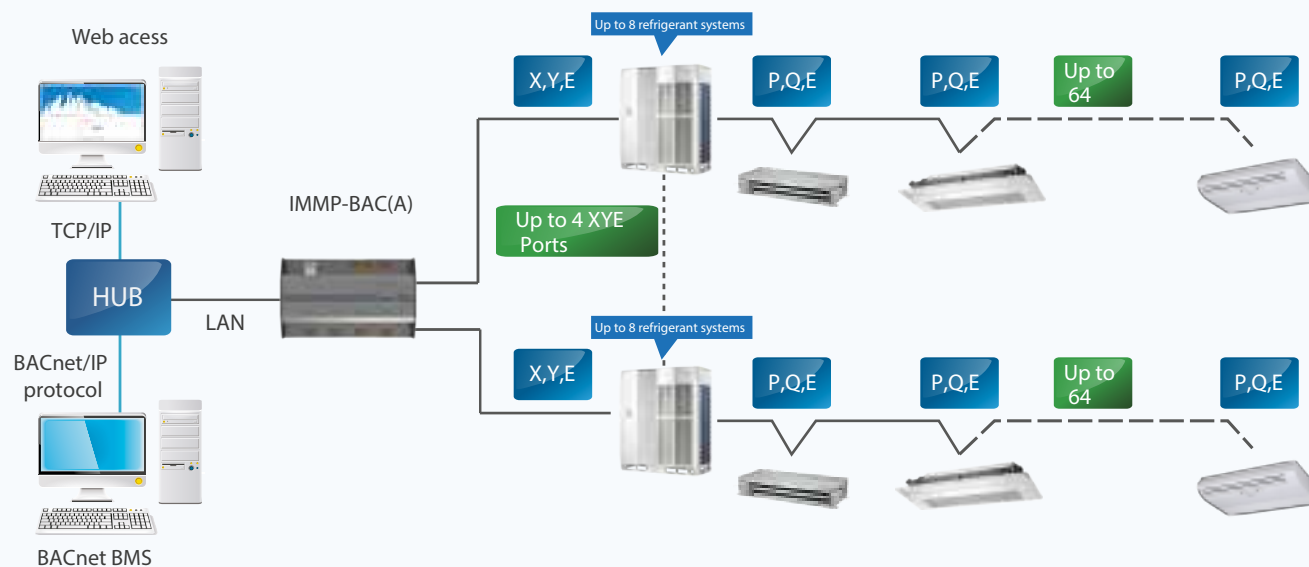 Web acess
TCP/IP
HUB
LAN
BACnet/IP
protocol
BACnet BMS
IMMP-BAC(A)
Up to 4 XYE
Ports
Up to 8 refrigerant systems
X,Y,E
P,Q,E
P,Q,E
Up to
64
P,Q,E
Up to 8 refrigerant systems
X,Y,E
P,Q,E
P,Q,E
Up to
64
P,Q,E